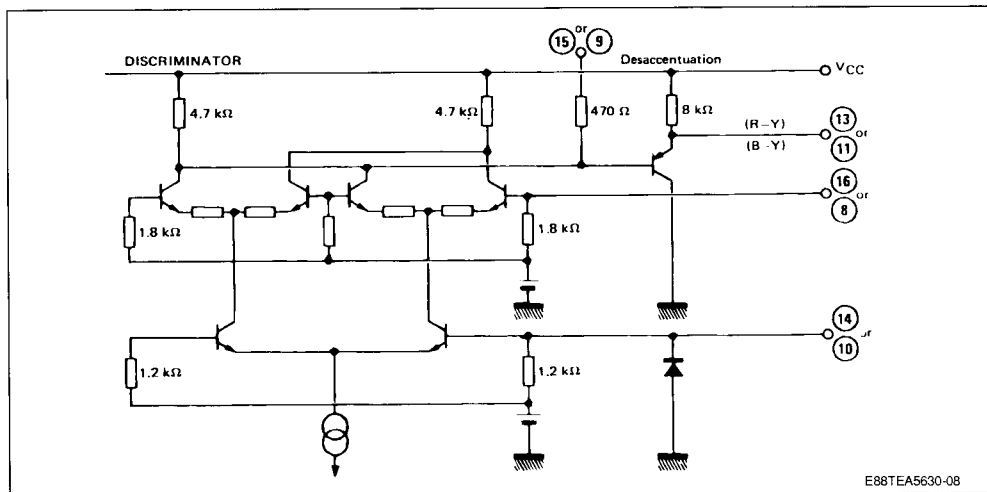 15 or 9
DISCRIMINATOR
Desaccentuation
VCC
4.7 kΩ
4.7 kΩ
470 Ω
8 kΩ
(R-Y)
13 or
(B-Y)
11
16 or
8
1.8 kΩ
1.8 kΩ
14 or
10
1.2 kΩ
1.2 kΩ
E88TEA5630-08